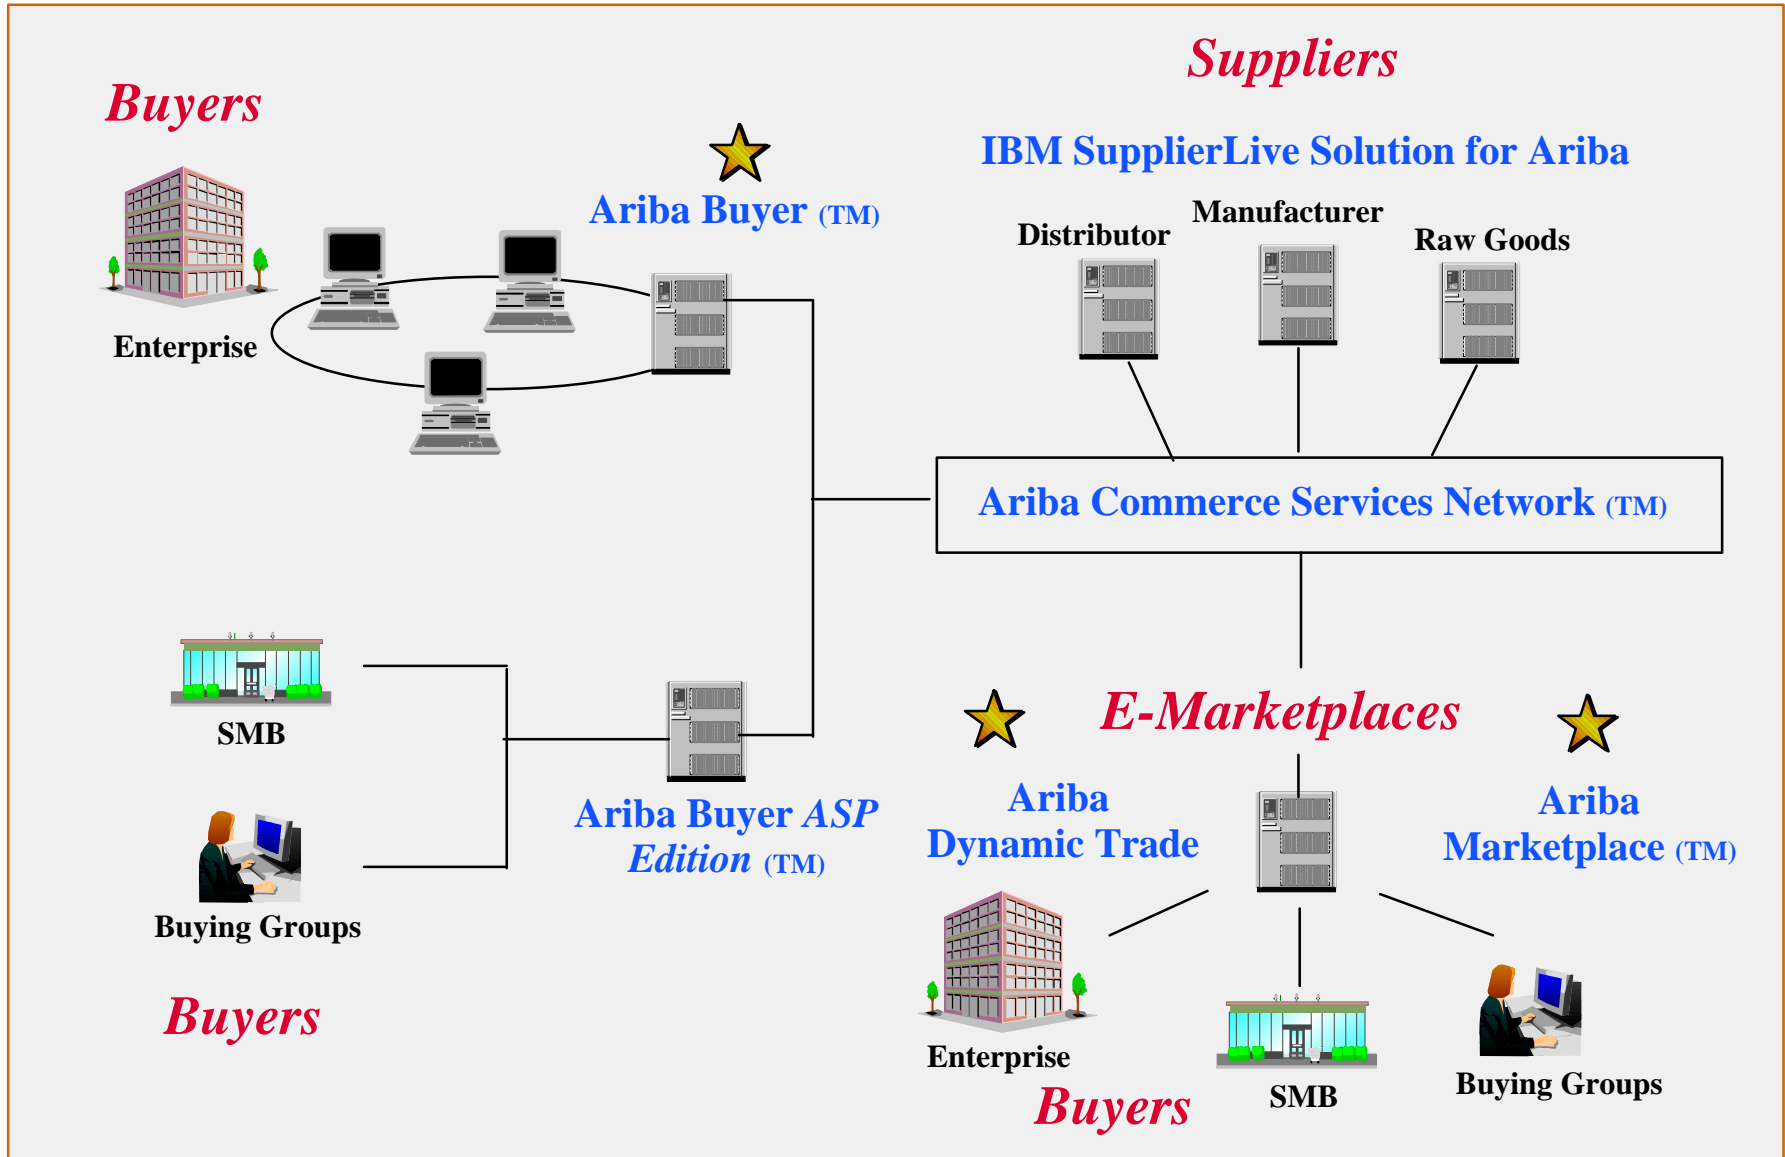 Suppliers
Buyers
IBM SupplierLive Solution for Ariba
Ariba Buyer (TM)
Manufacturer
Distributor
Raw Goods
Enterprise
Ariba Commerce Services Network (TM)
SMB
E-Marketplaces
Ariba Buyer ASP
Edition (TM)
Ariba
Dynamic Trade
Ariba
Marketplace (TM)
Buying Groups
Buyers
Enterprise
SMB
Buying Groups
Buyers